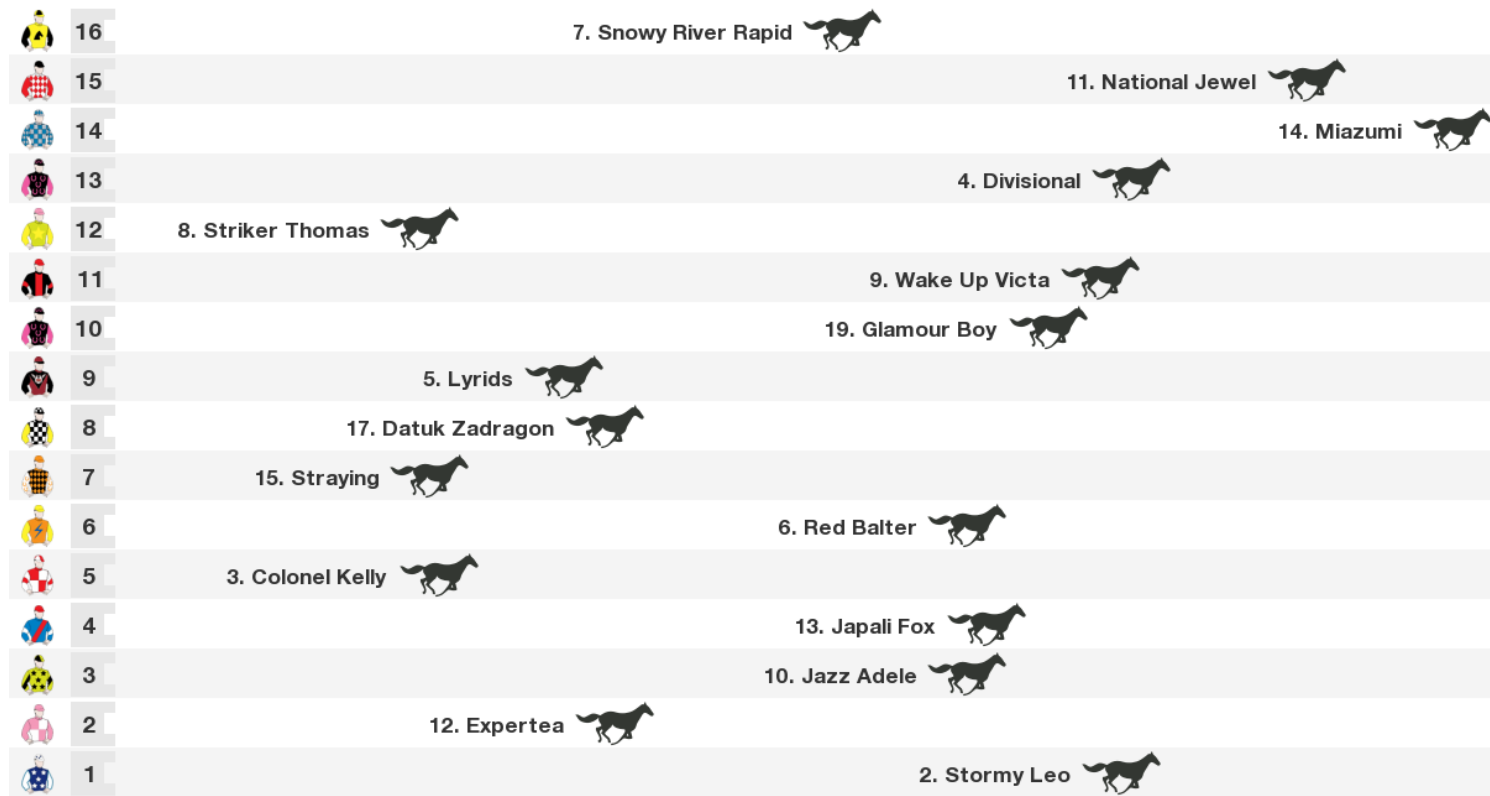 16 7. Snowy River Rapid
15 11. National Jewel
14 14. Miazumi
13 4. Divisional
12 8. Striker Thomas
11 9. Wake Up Victa
10 19. Glamour Boy
9 5. Lyrids
8 17. Datuk Zadragon
7 15. Straying
6 6. Red Balter
5 3. Colonel Kelly
4 13. Japali Fox
3 10. Jazz Adele
2 12. Expertea
1 2. Stormy Leo